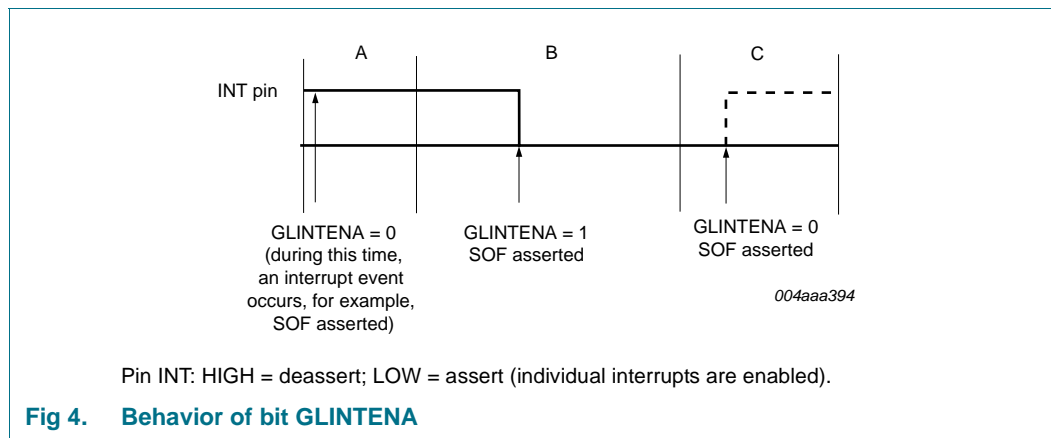 A
B
C
INT pin
GLINTENA = 0
(during this time,
an interrupt event
occurs, for example,
SOF asserted)
GLINTENA = 1
SOF asserted
GLINTENA = 0
SOF asserted
004aaa394
Pin INT: HIGH = deassert; LOW = assert (individual interrupts are enabled).
Fig 4. Behavior of bit GLINTENA